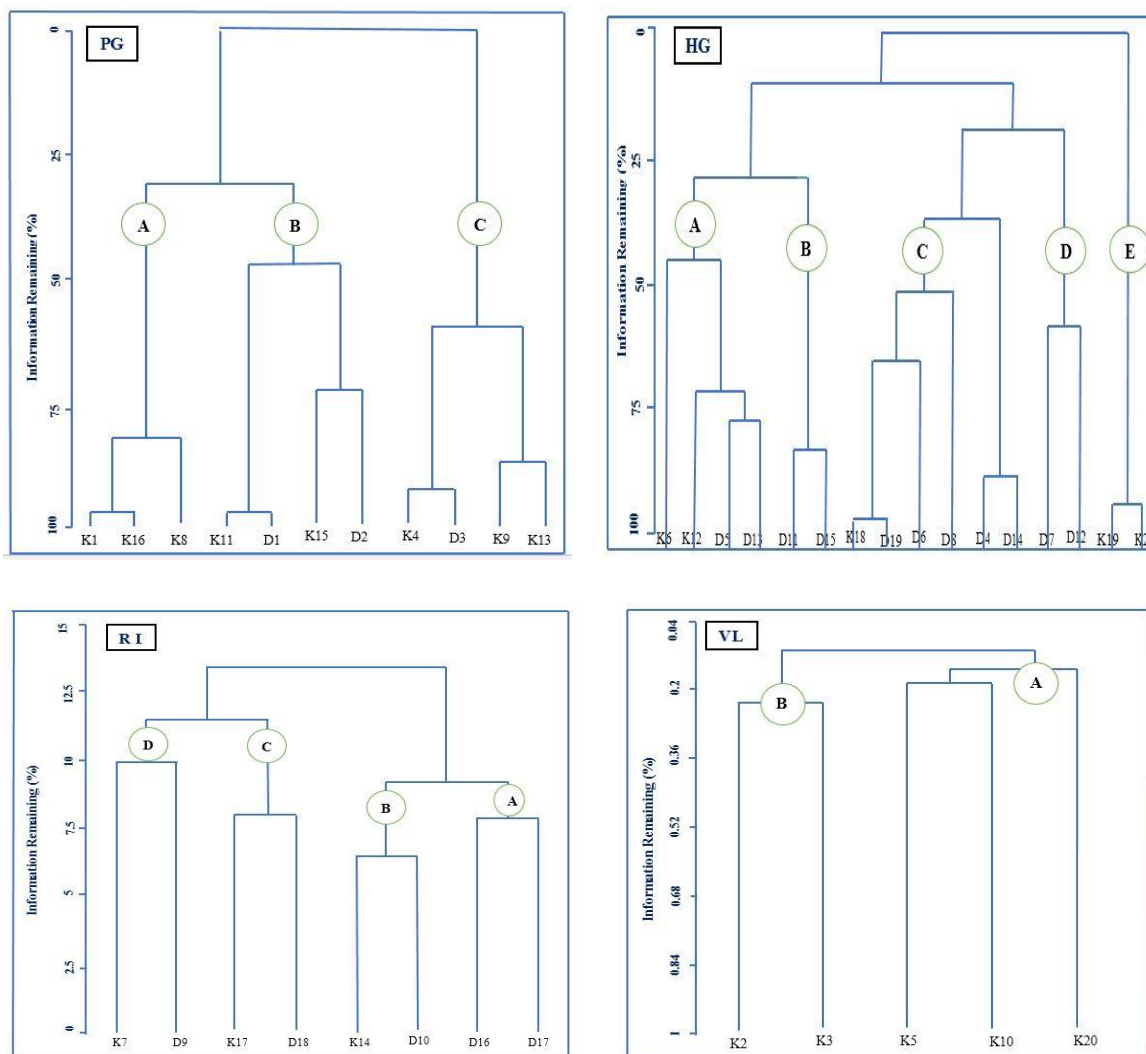 PG
Information Remaining (%)
0
25
50
75
100
A
B
C
K1 K16 K8 K11 D1 K15 D2 K4 D3 K9 K13
HG
Information Remaining (%)
0
25
50
75
100
A
B
C
D
E
K6 K12 D5 D13 D11 D15 K18 D19 D6 D8 D4 D14 D7 D12 K19
R I
Information Remaining (%)
15
12.5
10
7.5
5
2.5
0
D
C
B
A
K7 D9 K17 D18 K14 D10 D16 D17
VL
Information Remaining (%)
0.04
0.2
0.36
0.52
0.68
0.84
1
B
A
K2 K3 K5 K10 K20